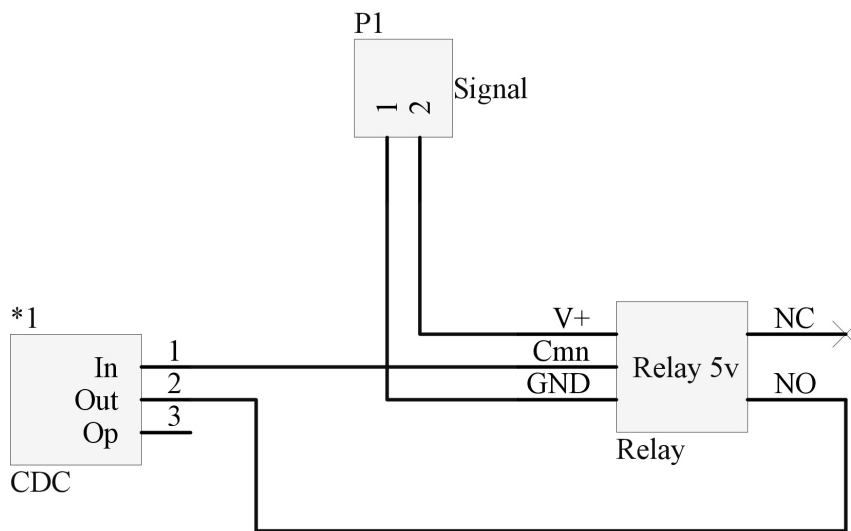 P1
1
2
Signal
*1
In 1
Out 2
Op 3
CDC
V+
Cmn
GND
Relay 5v
NC
NO
Relay